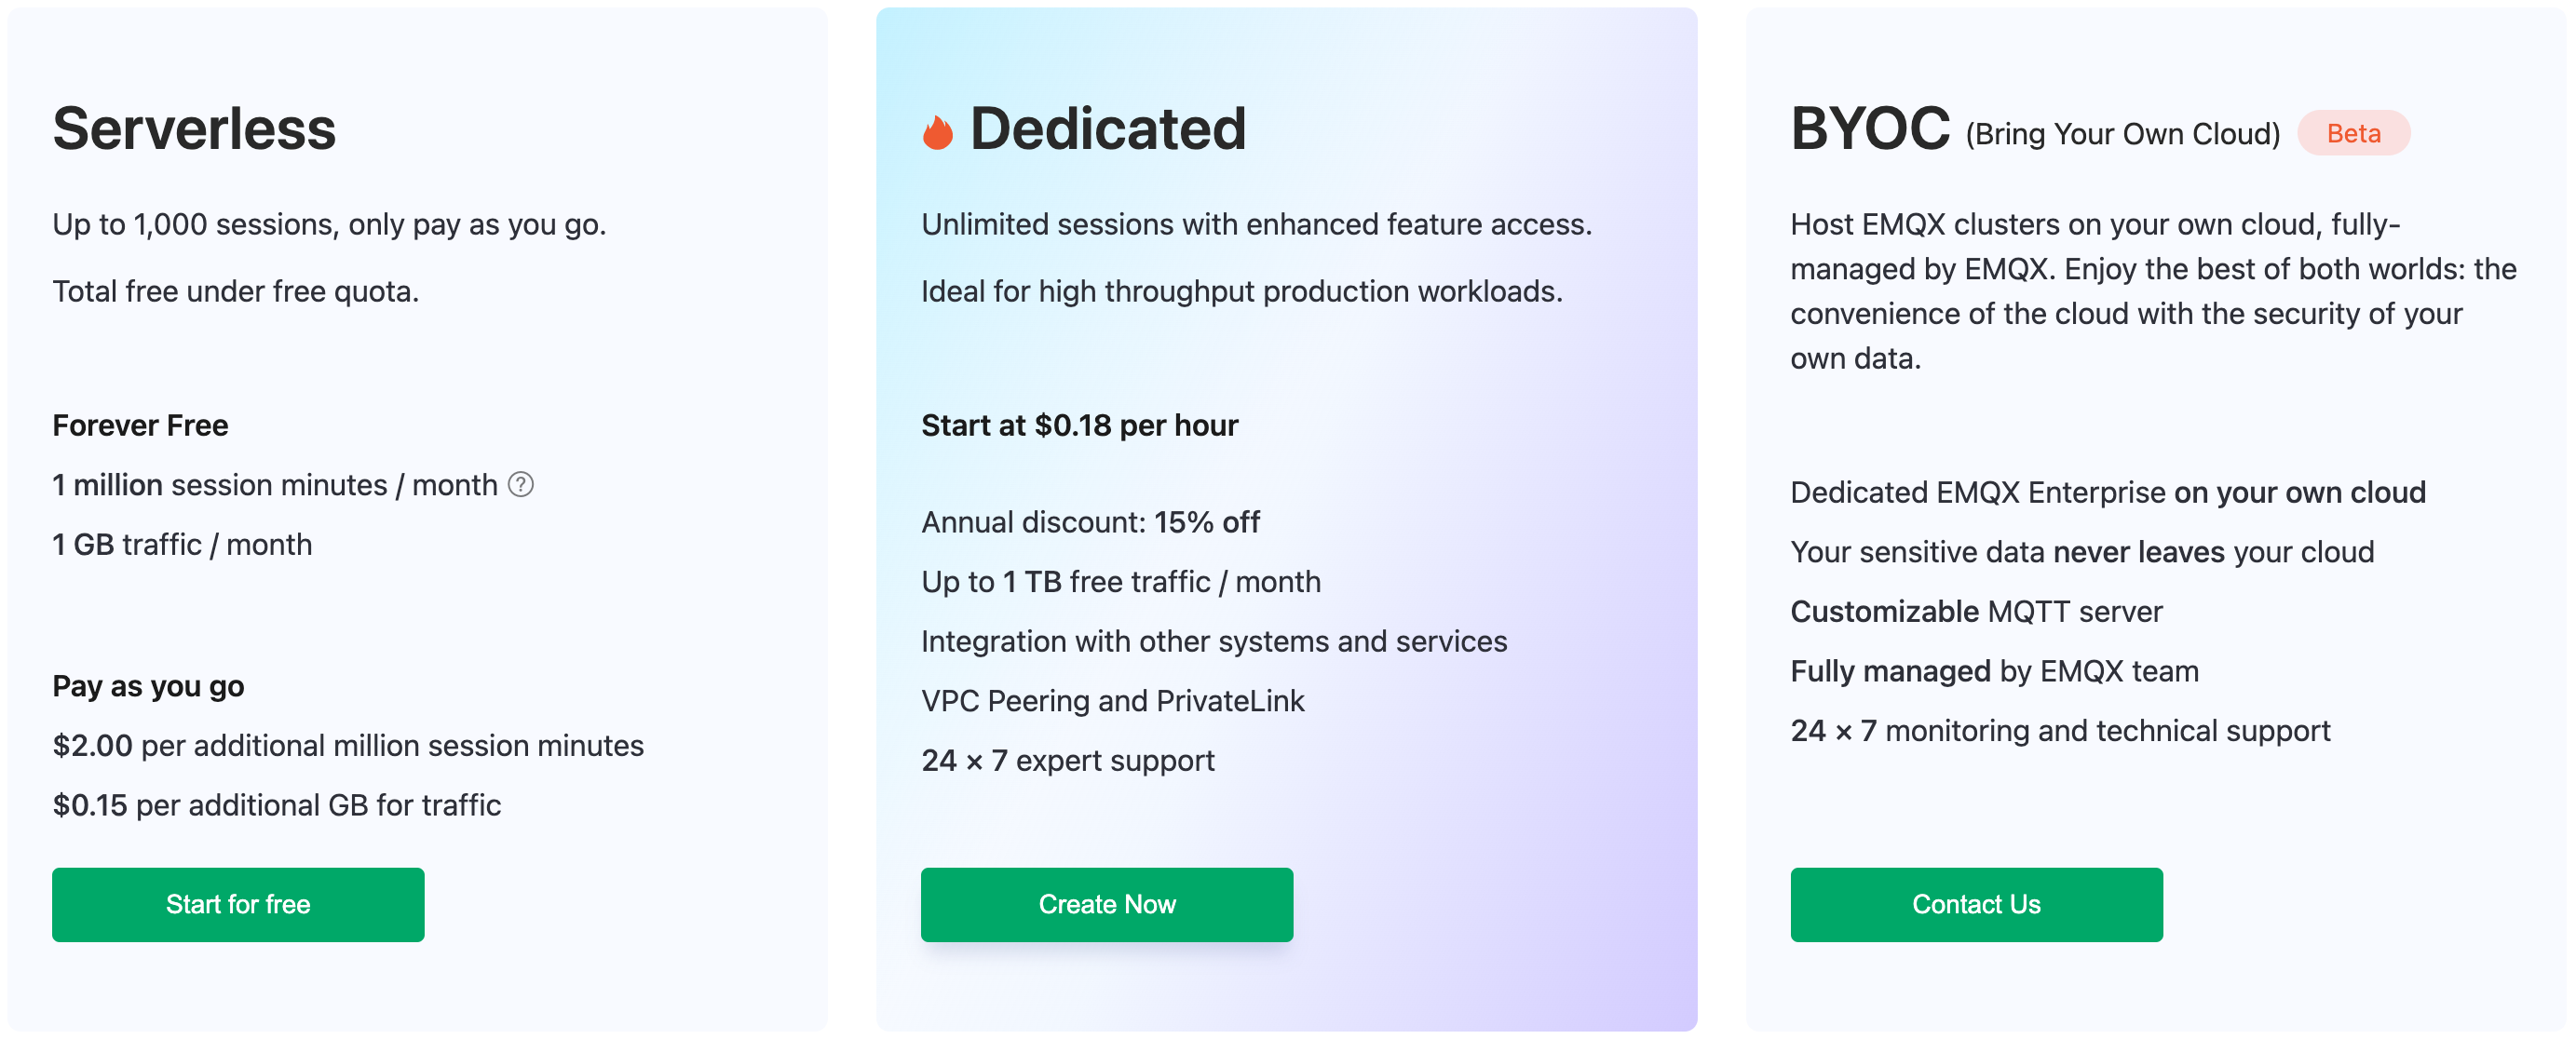 Serverless
Up to 1,000 sessions, only pay as you go.
Total free under free quota.
Forever Free
1 million session minutes / month ?
1 GB traffic / month
Pay as you go
$2.00 per additional million session minutes
$0.15 per additional GB for traffic
Start for free
Dedicated
Unlimited sessions with enhanced feature access.
Ideal for high throughput production workloads.
Start at $0.18 per hour
Annual discount: 15% off
Up to 1 TB free traffic / month
Integration with other systems and services
VPC Peering and PrivateLink
24 × 7 expert support
Create Now
BYOC (Bring Your Own Cloud) Beta
Host EMQX clusters on your own cloud, fully-
managed by EMQX. Enjoy the best of both worlds: the
convenience of the cloud with the security of your
own data.
Dedicated EMQX Enterprise on your own cloud
Your sensitive data never leaves your cloud
Customizable MQTT server
Fully managed by EMQX team
24 × 7 monitoring and technical support
Contact Us